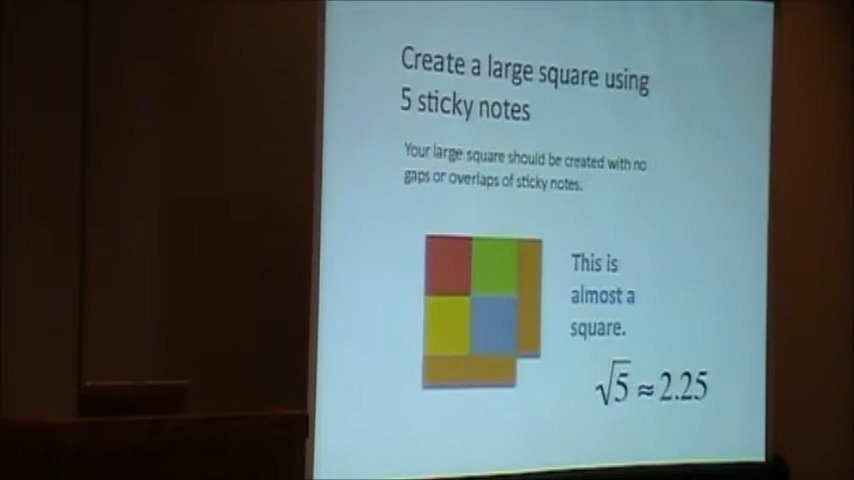 Create a large square using
5 sticky notes
Your large square should be created with no
gaps or overlaps of sticky notes.
This is
almost a
square.
√5 ≈ 2.25